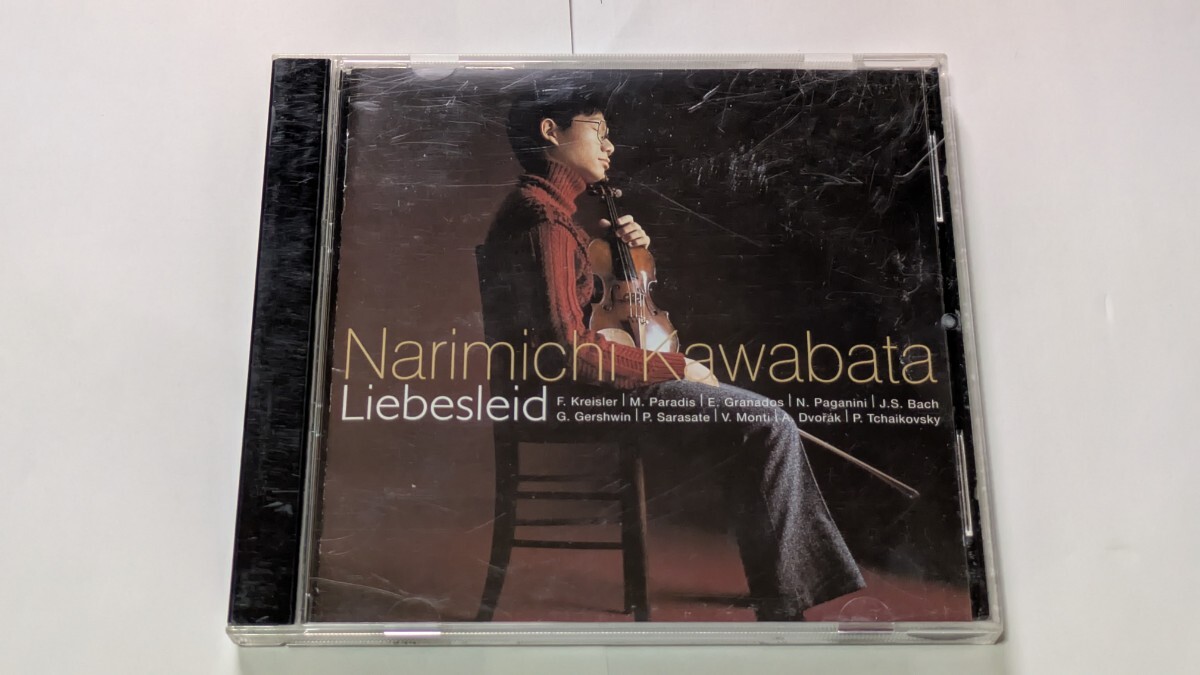 Narimichi Kawabata
Liebesleid
F. Kreisler | M. Paradis | E. Granados | N. Paganini | J.S. Bach
G. Gershwin | P. Sarasate | V. Monti | A. Dvořák | P. Tchaikovsky